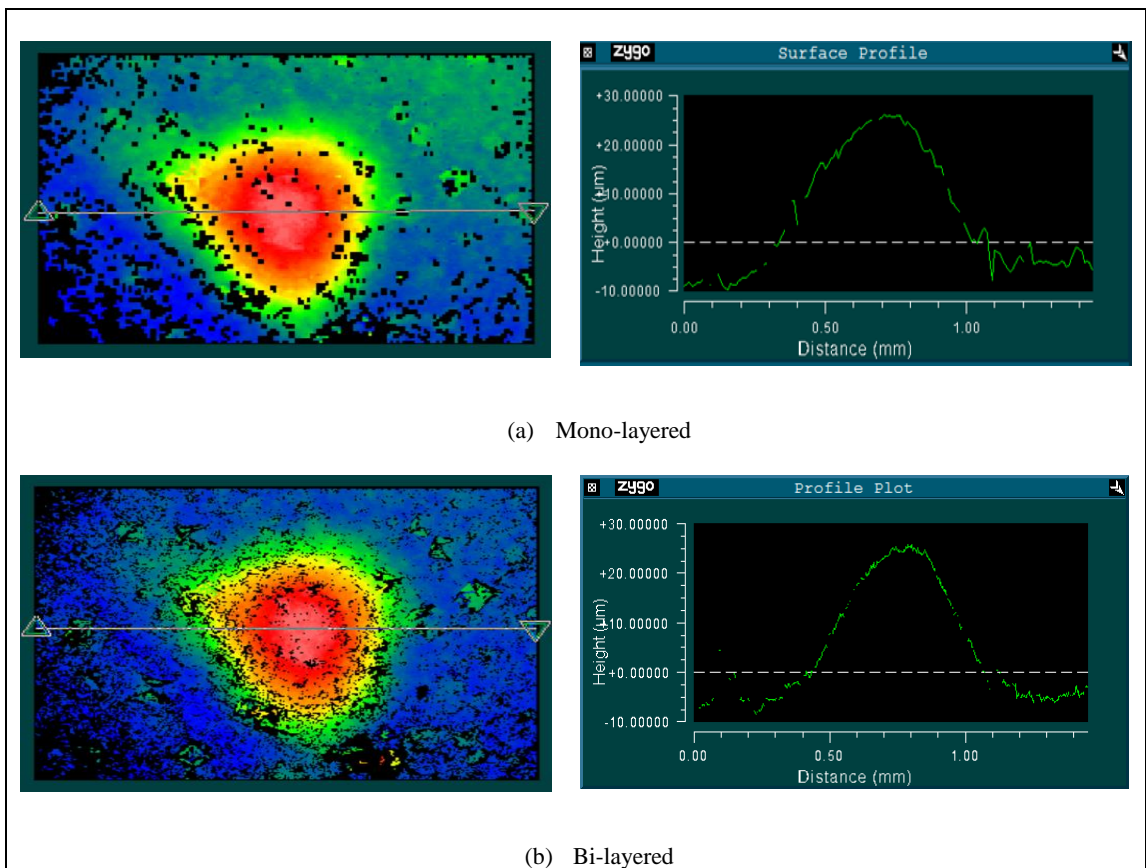 zygo Surface Profile
+30.00000
+20.00000
+10.00000
+0.00000
-10.00000
Height (µm)
0.00 0.50 1.00
Distance (mm)
(a) Mono-layered
zygo Profile Plot
+30.00000
+20.00000
+10.00000
+0.00000
-10.00000
Height (µm)
0.00 0.50 1.00
Distance (mm)
(b) Bi-layered